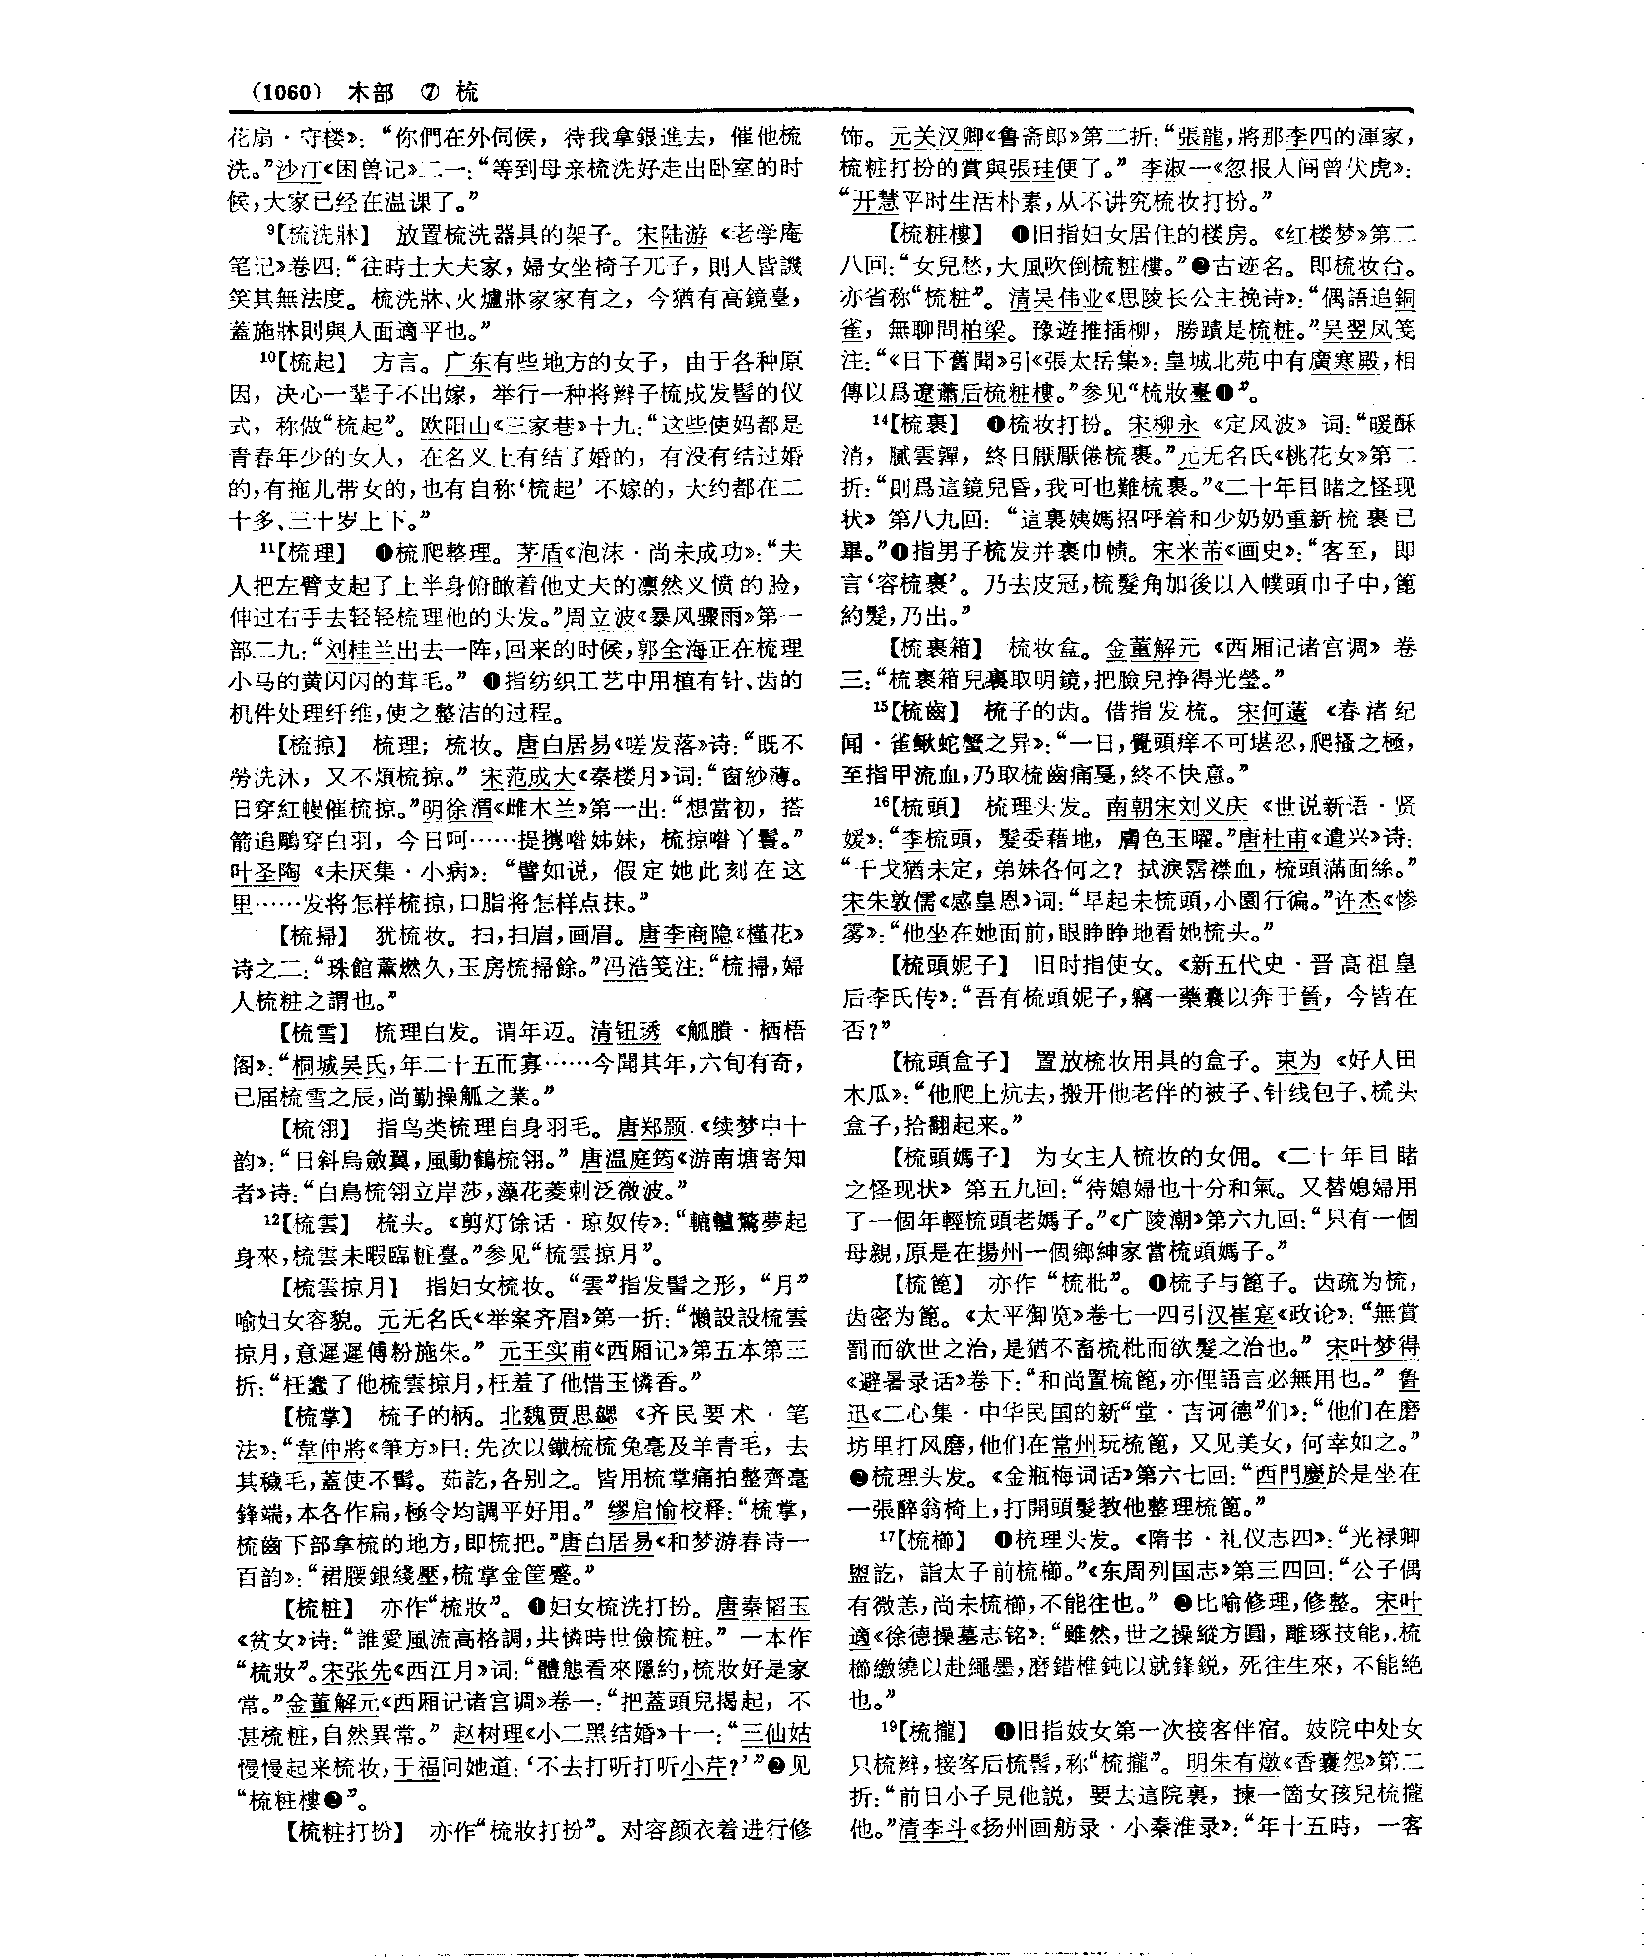 (1060) 木部 ⑦ 梳
花扇·守楼》：“你們在外伺候，待我拿銀進去，催他梳
洗。”沙汀《困兽记》二一：“等到母亲梳洗好走出卧室的时
候，大家已经在温课了。”
⁹【梳洗牀】 放置梳洗器具的架子。宋陆游《老学庵
笔记》卷四：“往時士大夫家，婦女坐椅子兀子，則人皆譏
笑其無法度。梳洗牀、火爐牀家家有之，今猶有高鏡臺，
蓋施牀則與人面適平也。”
¹⁰【梳起】 方言。广东有些地方的女子，由于各种原
因，决心一辈子不出嫁，举行一种将辫子梳成发髻的仪
式，称做“梳起”。欧阳山《三家巷》十九：“这些使妈都是
青春年少的女人，在名义上有结了婚的，有没有结过婚
的，有拖儿带女的，也有自称‘梳起’不嫁的，大约都在二
十多、三十岁上下。”
¹¹【梳理】 ❶梳爬整理。茅盾《泡沫·尚未成功》：“夫
人把左臂支起了上半身俯瞰着他丈夫的凛然义愤的脸，
伸过右手去轻轻梳理他的头发。”周立波《暴风骤雨》第一
部二九：“刘桂兰出去一阵，回来的时候，郭全海正在梳理
小马的黄闪闪的茸毛。” ❶指纺织工艺中用植有针、齿的
机件处理纤维，使之整洁的过程。
【梳掠】 梳理；梳妆。唐白居易《嗟发落》诗：“既不
勞洗沐，又不煩梳掠。”宋范成大《秦楼月》词：“窗紗薄。
日穿紅幔催梳掠。”明徐渭《雌木兰》第一出：“想當初，搭
箭追鵰穿白羽，今日呵……提攜喒姊妹，梳掠喒丫鬟。”
叶圣陶《未厌集·小病》：“譬如说，假定她此刻在这
里……发将怎样梳掠，口脂将怎样点抹。”
【梳掃】 犹梳妆。扫，扫眉，画眉。唐李商隐《槿花》
诗之二：“珠館薰燃久，玉房梳掃餘。”冯浩笺注：“梳掃，婦
人梳粧之謂也。”
【梳雪】 梳理白发。谓年迈。清钮琇《觚賸·栖梧
阁》：“桐城吴氏，年二十五而寡……今聞其年，六旬有奇，
已届梳雪之辰，尚勤操觚之業。”
【梳翎】 指鸟类梳理自身羽毛。唐郑颢《续梦中十
韵》：“日斜烏斂翼，風動鶴梳翎。”唐温庭筠《游南塘寄知
者》诗：“白鳥梳翎立岸莎，藻花菱刺泛微波。”
¹²【梳雲】 梳头。《剪灯馀话·琼奴传》：“轆轤驚夢起
身來，梳雲未暇臨粧臺。”参见“梳雲掠月”。
【梳雲掠月】 指妇女梳妆。“雲”指发髻之形，“月”
喻妇女容貌。元无名氏《举案齐眉》第一折：“懒設設梳雲
掠月，意遲遲傅粉施朱。”元王实甫《西厢记》第五本第三
折：“枉蠢了他梳雲掠月，枉羞了他惜玉憐香。”
【梳掌】 梳子的柄。北魏贾思勰《齐民要术·笔
法》：“韋仲將《筆方》曰：先次以鐵梳梳兔毫及羊青毛，去
其穢毛，蓋使不髯。茹訖，各别之。皆用梳掌痛拍整齊毫
鋒端，本各作扁，極令均調平好用。”缪启愉校释：“梳掌，
梳齒下部拿梳的地方，即梳把。”唐白居易《和梦游春诗一
百韵》：“裙腰銀綫壓，梳掌金筐蹙。”
【梳粧】 亦作“梳妝”。❶妇女梳洗打扮。唐秦韬玉
《贫女》诗：“誰愛風流高格調，共憐時世儉梳粧。”一本作
“梳妝”。宋张先《西江月》词：“體態看來隱約，梳妝好是家
常。”金董解元《西厢记诸宫调》卷一：“把蓋頭兒揭起，不
甚梳粧，自然異常。”赵树理《小二黑结婚》十一：“三仙姑
慢慢起来梳妆，于福问她道：‘不去打听打听小芹？’”❷见
“梳粧樓❷”。
【梳粧打扮】 亦作“梳妝打扮”。对容颜衣着进行修
饰。元关汉卿《鲁斋郎》第二折：“張龍，將那李四的渾家，
梳粧打扮的賞與張珪便了。”李淑一《忽报人间曾伏虎》：
“开慧平时生活朴素，从不讲究梳妆打扮。”
【梳粧樓】 ❶旧指妇女居住的楼房。《红楼梦》第二
八回：“女兒愁，大風吹倒梳粧樓。”❷古迹名。即梳妆台。
亦省称“梳粧”。清吴伟业《思陵长公主挽诗》：“偶語追銅
雀，無聊問柏梁。豫遊推插柳，勝蹟是梳粧。”吴翌凤笺
注：“《日下舊聞》引《張太岳集》：皇城北苑中有廣寒殿，相
傳以爲遼蕭后梳粧樓。”参见“梳妝臺❶”。
¹⁴【梳裹】 ❶梳妆打扮。宋柳永《定风波》词：“暖酥
消，膩雲嚲，終日厭厭倦梳裹。”元无名氏《桃花女》第二
折：“則爲這鏡兒昏，我可也難梳裹。”《二十年目睹之怪现
状》第八九回：“這裏姨媽招呼着和少奶奶重新梳裹已
畢。”❶指男子梳发并裹巾帻。宋米芾《画史》：“客至，即
言‘容梳裹’。乃去皮冠，梳髮角加後以入幞頭巾子中，篦
約髮，乃出。”
【梳裹箱】 梳妆盒。金董解元《西厢记诸宫调》卷
三：“梳裹箱兒裏取明鏡，把臉兒挣得光瑩。”
¹⁵【梳齒】 梳子的齿。借指发梳。宋何薳《春渚纪
闻·雀鳅蛇蟹之异》：“一日，覺頭痒不可堪忍，爬搔之極，
至指甲流血，乃取梳齒痛戛，終不快意。”
¹⁶【梳頭】 梳理头发。南朝宋刘义庆《世说新语·贤
媛》：“李梳頭，髮委藉地，膚色玉曜。”唐杜甫《遣兴》诗：
“干戈猶未定，弟妹各何之？拭淚霑襟血，梳頭滿面絲。”
宋朱敦儒《感皇恩》词：“早起未梳頭，小園行徧。”许杰《惨
雾》：“他坐在她面前，眼睁睁地看她梳头。”
【梳頭妮子】 旧时指使女。《新五代史·晋高祖皇
后李氏传》：“吾有梳頭妮子，竊一藥囊以奔于晉，今皆在
否？”
【梳頭盒子】 置放梳妆用具的盒子。束为《好人田
木瓜》：“他爬上炕去，搬开他老伴的被子、针线包子、梳头
盒子，拾翻起来。”
【梳頭媽子】 为女主人梳妆的女佣。《二十年目睹
之怪现状》第五九回：“待媳婦也十分和氣。又替媳婦用
了一個年輕梳頭老媽子。”《广陵潮》第六九回：“只有一個
母親，原是在揚州一個鄉紳家當梳頭媽子。”
【梳篦】 亦作“梳枇”。❶梳子与篦子。齿疏为梳，
齿密为篦。《太平御览》卷七一四引汉崔寔《政论》：“無賞
罰而欲世之治，是猶不畜梳枇而欲髮之治也。”宋叶梦得
《避暑录话》卷下：“和尚置梳篦，亦俚語言必無用也。”鲁
迅《二心集·中华民国的新“堂·吉诃德”们》：“他们在磨
坊里打风磨，他们在常州玩梳篦，又见美女，何幸如之。”
❷梳理头发。《金瓶梅词话》第六七回：“西門慶於是坐在
一張醉翁椅上，打開頭髮教他整理梳篦。”
¹⁷【梳櫛】 ❶梳理头发。《隋书·礼仪志四》：“光禄卿
盥訖，詣太子前梳櫛。”《东周列国志》第三四回：“公子偶
有微恙，尚未梳櫛，不能往也。” ❷比喻修理，修整。宋叶
適《徐德操墓志铭》：“雖然，世之操縱方圓，雕琢技能，梳
櫛繳繞以赴繩墨，磨錯椎鈍以就鋒鋭，死往生來，不能絶
也。”
¹⁹【梳攏】 ❶旧指妓女第一次接客伴宿。妓院中处女
只梳辫，接客后梳髻，称“梳攏”。明朱有燉《香囊怨》第二
折：“前日小子見他説，要去這院裏，揀一箇女孩兒梳攏
他。”清李斗《扬州画舫录·小秦淮录》：“年十五時，一客